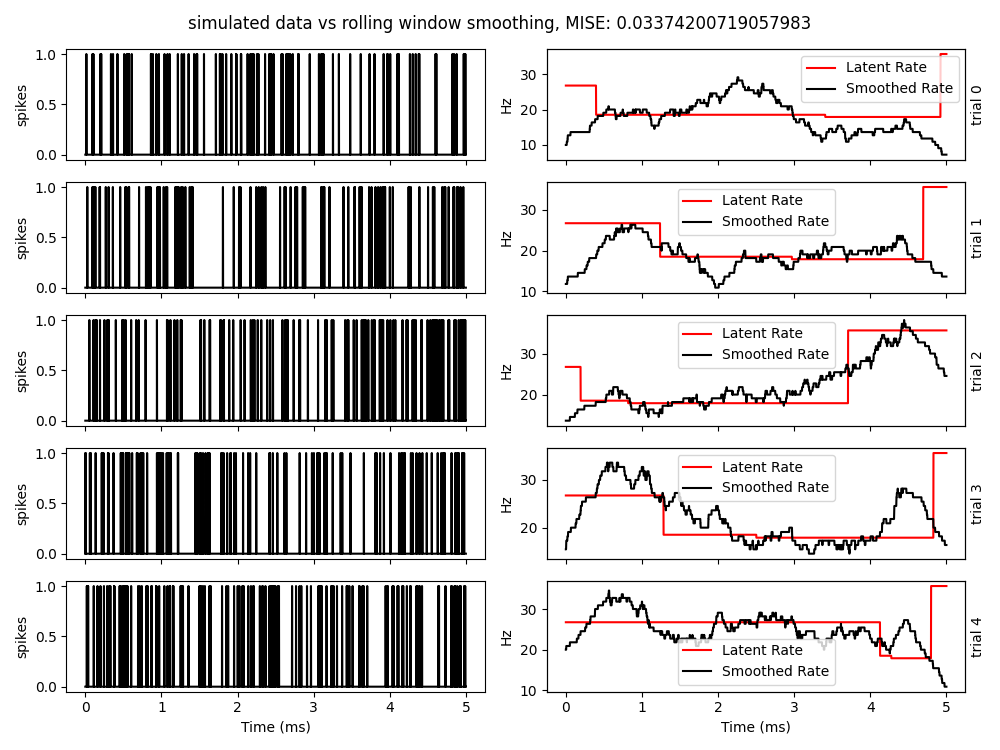 simulated data vs rolling window smoothing, MISE: 0.03374200719057983
spikes
1.0
0.5
0.0
Hz
30
20
10
Latent Rate
Smoothed Rate
trial 0
spikes
1.0
0.5
0.0
Hz
30
20
10
Latent Rate
Smoothed Rate
trial 1
spikes
1.0
0.5
0.0
Hz
30
20
Latent Rate
Smoothed Rate
trial 2
spikes
1.0
0.5
0.0
Hz
30
20
Latent Rate
Smoothed Rate
trial 3
spikes
1.0
0.5
0.0
0 1 2 3 4 5
Time (ms)
Hz
30
20
10
Latent Rate
Smoothed Rate
trial 4
0 1 2 3 4 5
Time (ms)